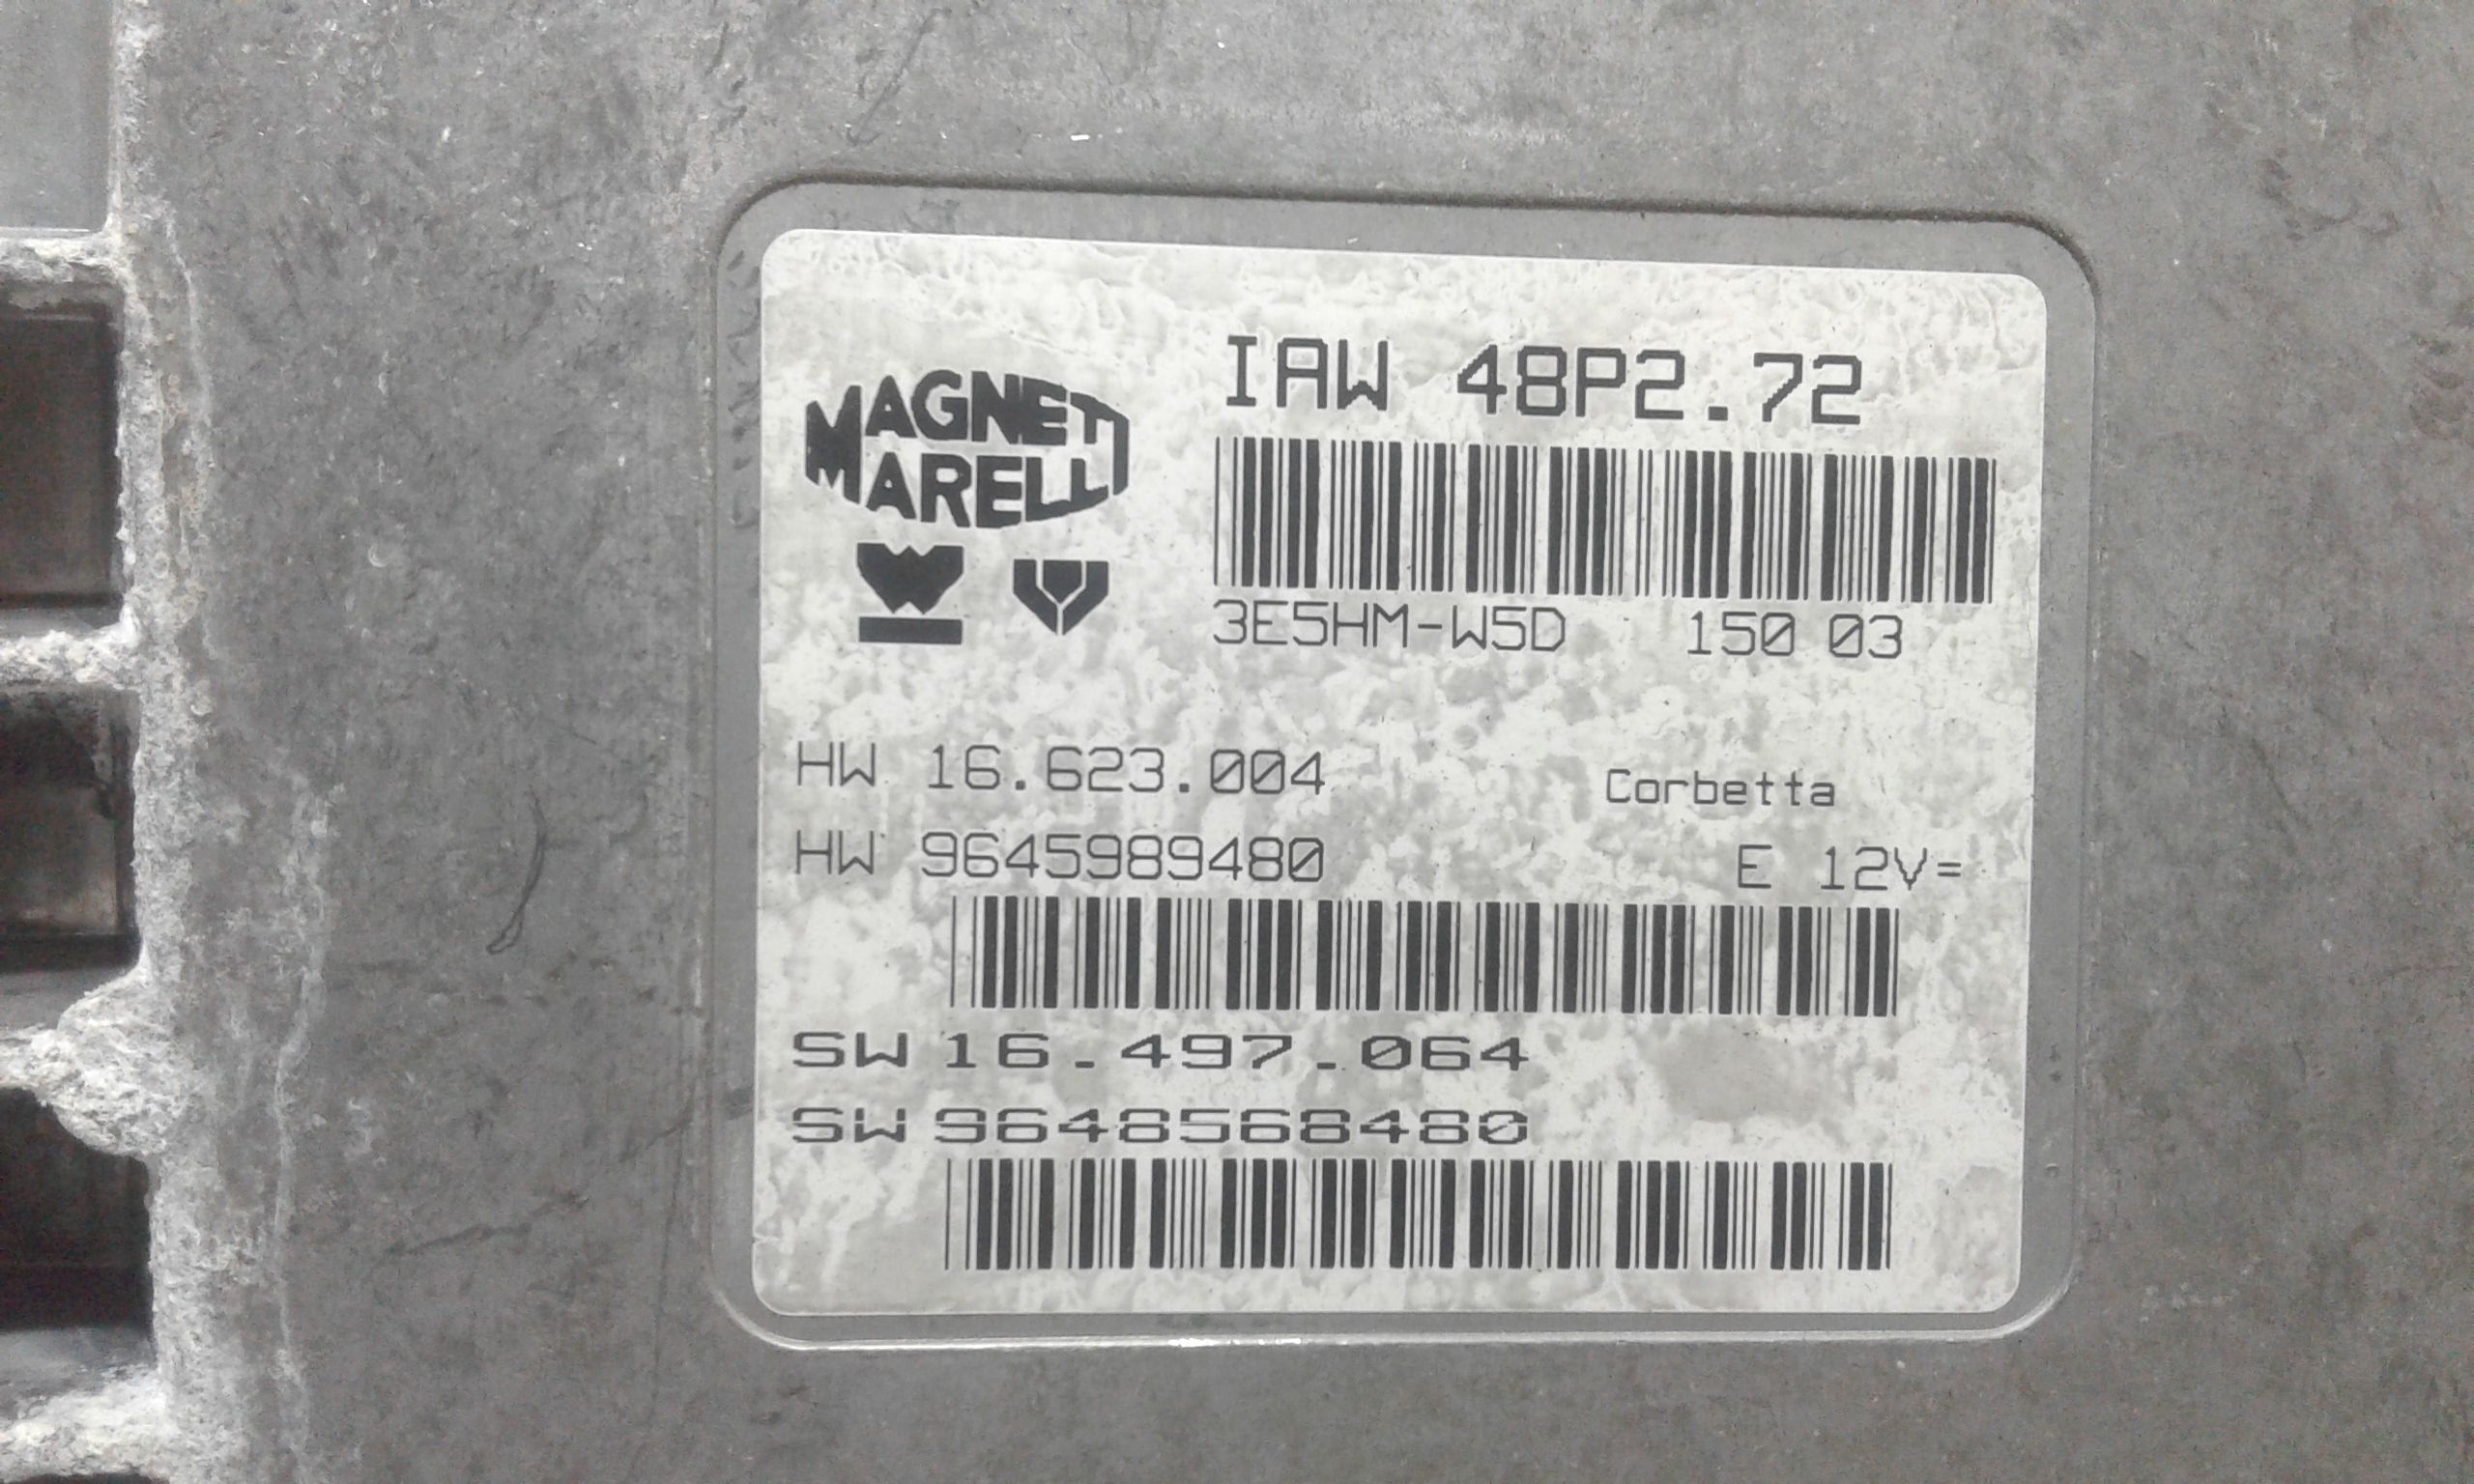 MAGNETI
MARELLI
IAW 48P2.72
3E5HM-W5D 150 03
HW 16.623.004
Corbetta
HW 9645989480
E 12V=
SW 16.497.064
SW 9648568480